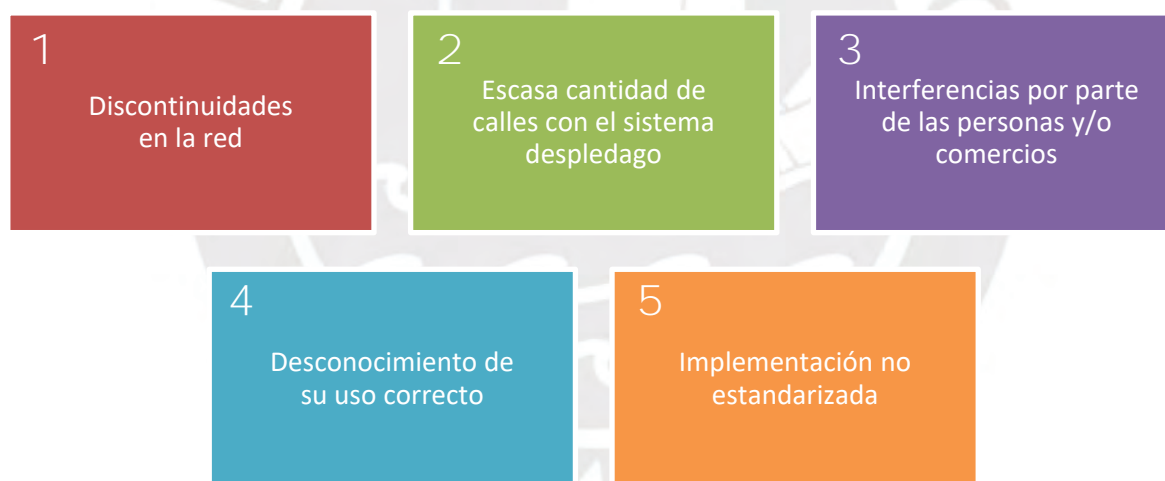 1
Discontinuidades
en la red
2
Escasa cantidad de
calles con el sistema
despledago
3
Interferencias por parte
de las personas y/o
comercios
4
Desconocimiento de
su uso correcto
5
Implementación no
estandarizada